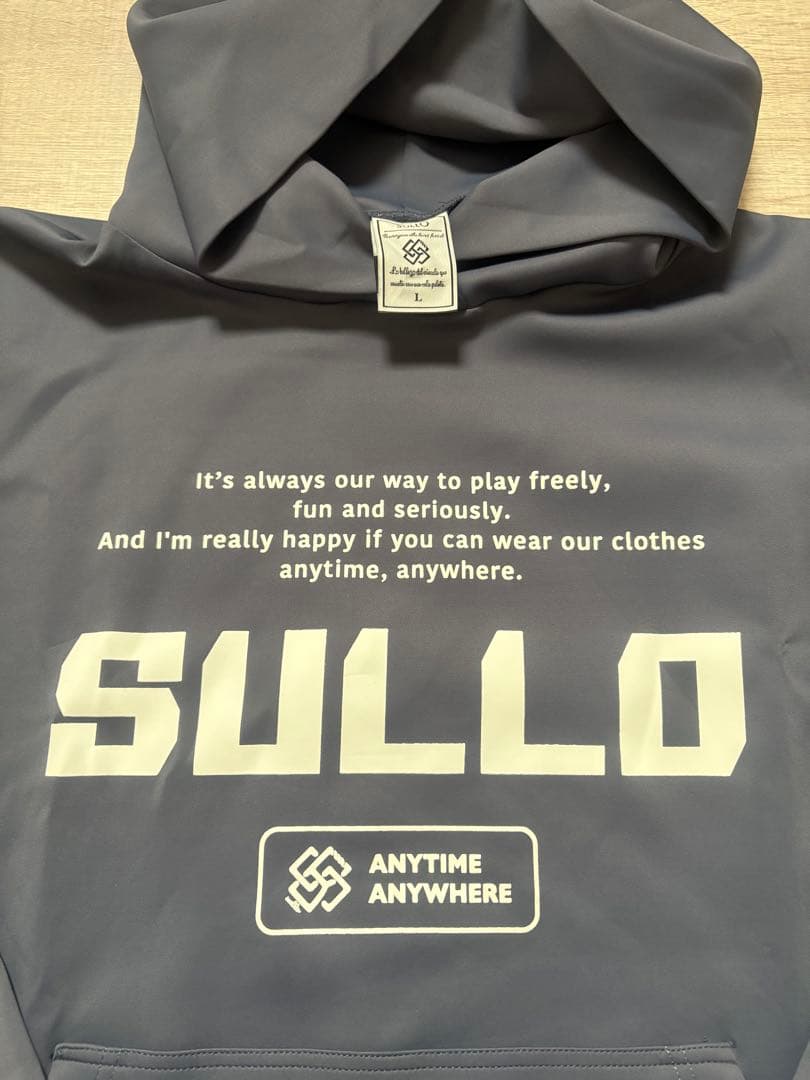 SULLO
L
It's always our way to play freely,
fun and seriously.
And I'm really happy if you can wear our clothes
anytime, anywhere.
SULLO
ANYTIME
ANYWHERE